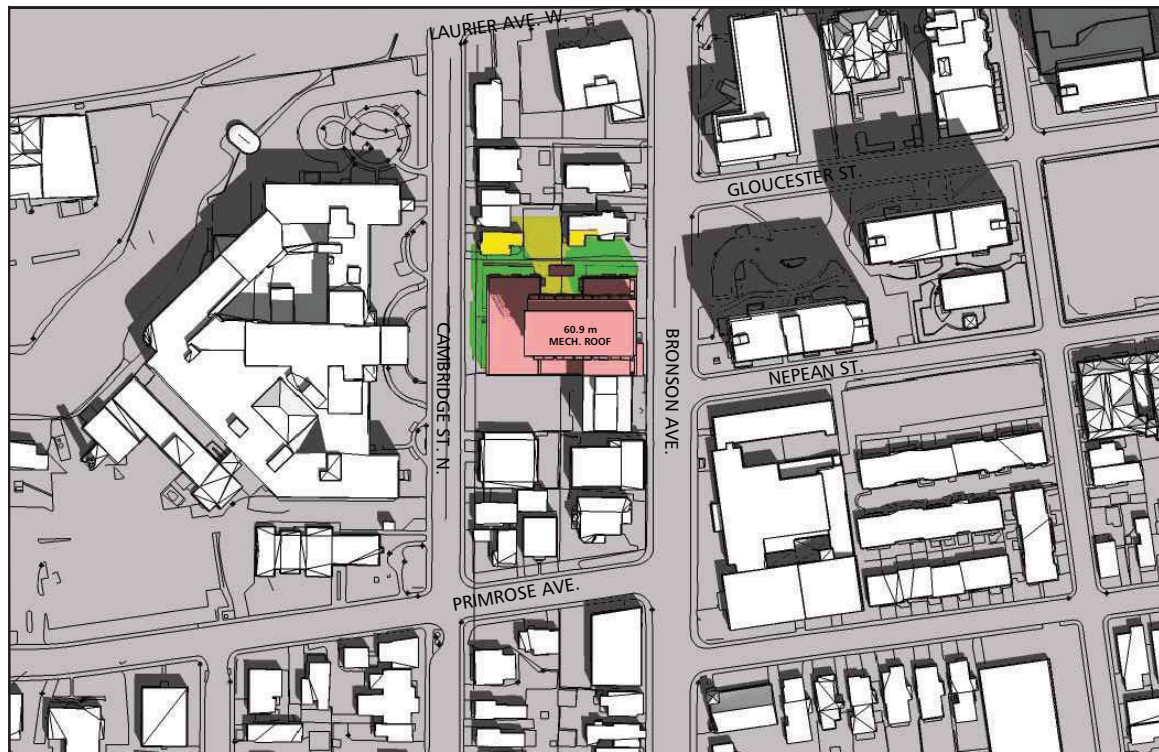 LAURIER AVE. W.
GLOUCESTER ST.
CAMBRIDGE ST. N
60.9 m
MECH. ROOF
BRONSON AVE.
NEPEAN ST.
PRIMROSE AVE.